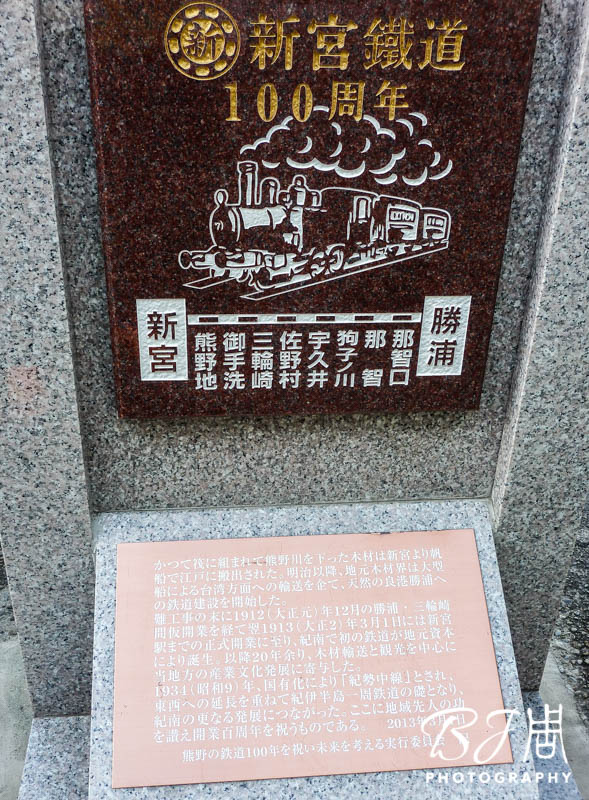 新
新宮鐵道
100周年
新宮
熊野地
御手洗
三輪崎
佐野村
宇久井
狗子ノ川
那智
那智口
勝浦
かつて筏に組まれて熊野川を下った木材は新宮より帆
船で江戸に搬出された。明治以降、地元木材界は大型
船による台湾方面への輸送を企て、天然の良港勝浦へ
の鉄道建設を開始した。
難工事の末に1912(大正元)年12月の勝浦・三輪崎
間仮開業を経て翌1913(大正2)年3月1日には新宮
駅までの正式開業に至り、紀南で初の鉄道が地元資本
により誕生。以降20年余り、木材輸送と観光を中心に
当地方の産業文化発展に寄与した。
1934(昭和9)年、国有化により「紀勢中線」とされ、
東西への延長を重ねて紀伊半島一周鉄道の礎となり、
紀南の更なる発展につながった。ここに地域先人の功
を讃え開業百周年を祝うものである。 2013年3月
熊野の鉄道100年を祝い未来を考える実行委員会
BJ周
PHOTOGRAPHY